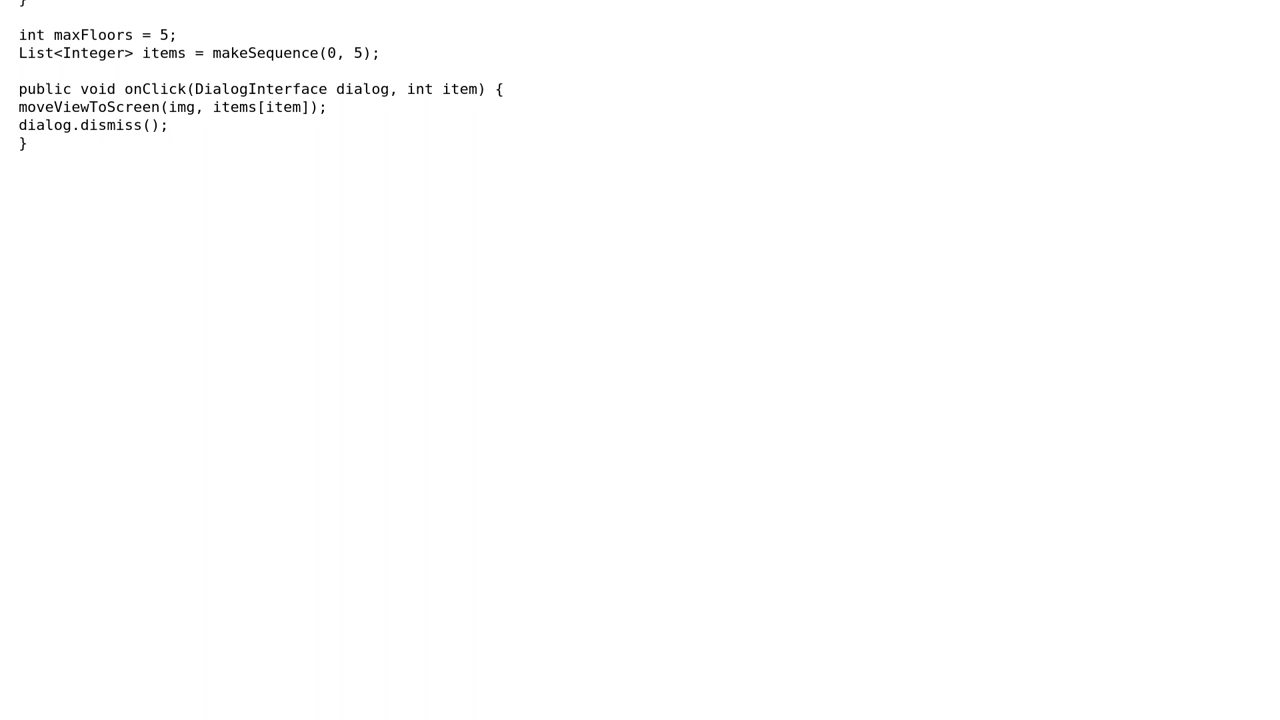 }
int maxFloors = 5;
List<Integer> items = makeSequence(0, 5);
public void onClick(DialogInterface dialog, int item) {
moveViewToScreen(img, items[item]);
dialog.dismiss();
}